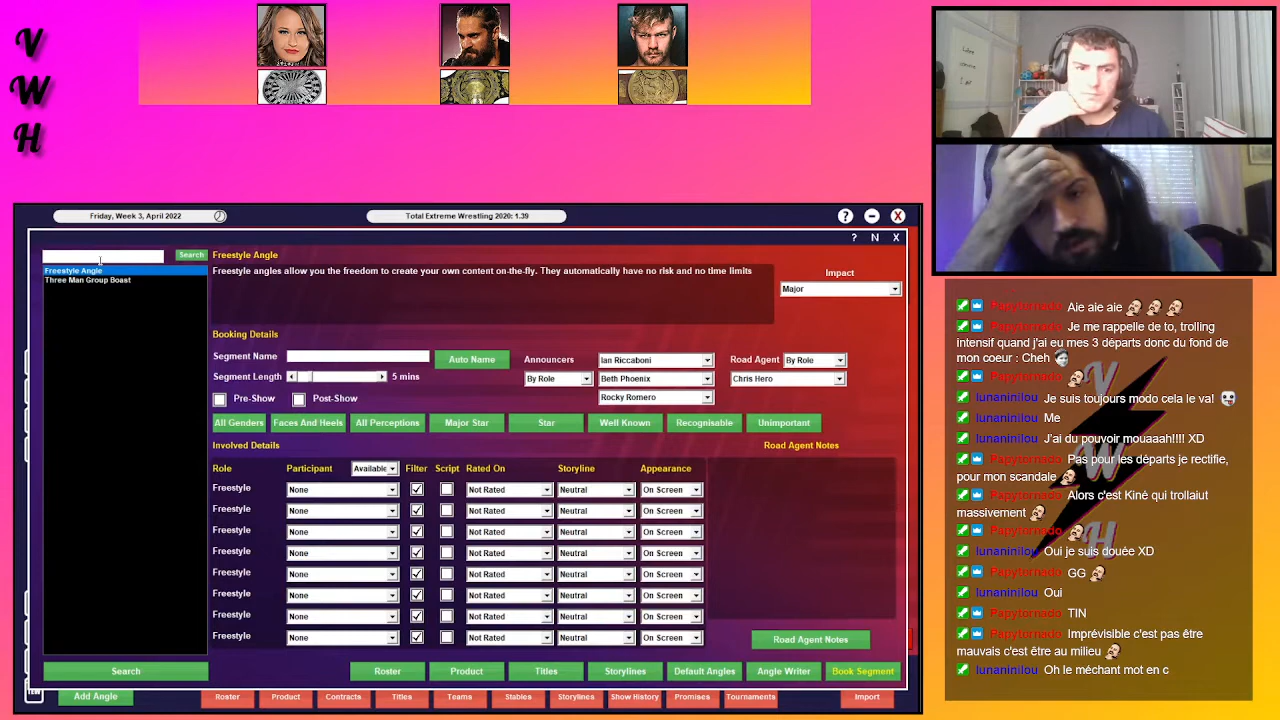 V
W
H
Friday, Week 3, April 2022
Total Extreme Wrestling 2020: 1.39
?
X
? N X
Search
Freestyle Angle
Three Man Group Boast
Search
Freestyle Angle
Freestyle angles allow you the freedom to create your own content on-the-fly. They automatically have no risk and no time limits
Impact
Major
Booking Details
Segment Name
Auto Name
Segment Length
5 mins
Pre-Show
Post-Show
Announcers
By Role
Ian Riccaboni
Beth Phoenix
Rocky Romero
Road Agent
By Role
Chris Hero
All Genders
Faces And Heels
All Perceptions
Major Star
Star
Well Known
Recognisable
Unimportant
Involved Details
Road Agent Notes
Role Participant Available Filter Script Rated On Storyline Appearance
Freestyle None Not Rated Neutral On Screen
Freestyle None Not Rated Neutral On Screen
Freestyle None Not Rated Neutral On Screen
Freestyle None Not Rated Neutral On Screen
Freestyle None Not Rated Neutral On Screen
Freestyle None Not Rated Neutral On Screen
Freestyle None Not Rated Neutral On Screen
Freestyle None Not Rated Neutral On Screen
Road Agent Notes
Roster Product Titles Storylines Default Angles Angle Writer Book Segment
Add Angle
Roster Product Contracts Titles Teams Stables Storylines Show History Promises Tournaments Import
Papytornado Aie aie aie
Papytornado Je me rappelle de to, trolling
intensif quand j'ai eu mes 3 départs donc du fond de
mon coeur : Cheh
Papytornado
lunaninilou Je suis toujours modo cela le va!
lunaninilou Me
lunaninilou J'ai du pouvoir mouaaah!!!! XD
Papytornado Pas pour les départs je rectifie,
pour mon scandale
Papytornado Alors c'est Kiné qui trollaiut
massivement
Papytornado
lunaninilou Oui je suis douée XD
Papytornado GG
lunaninilou Oui
Papytornado TIN
Papytornado Imprévisible c'est pas être
mauvais c'est être au milieu
lunaninilou Oh le méchant mot en c
V
W
H